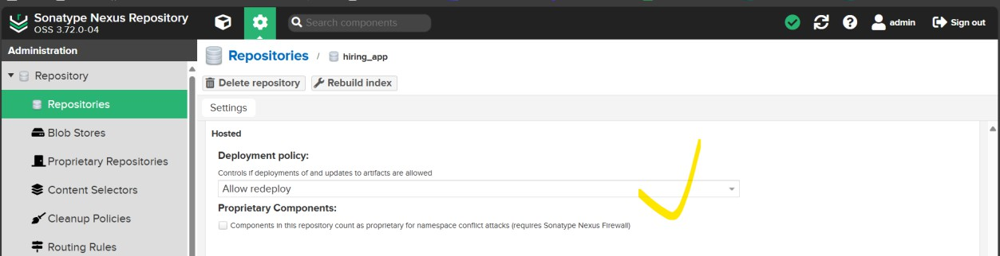 Sonatype Nexus Repository
OSS 3.72.0-04
Search components
admin
Sign out
Administration
Repositories / hiring_app
Repository
Delete repository
Rebuild index
Repositories
Settings
Blob Stores
Hosted
Proprietary Repositories
Deployment policy:
Controls if deployments of and updates to artifacts are allowed
Content Selectors
Allow redeploy
Cleanup Policies
Proprietary Components:
Components in this repository count as proprietary for namespace conflict attacks (requires Sonatype Nexus Firewall)
Routing Rules